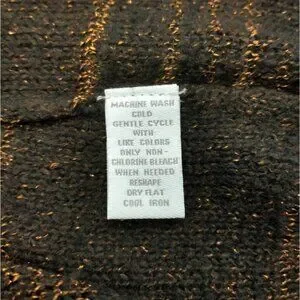 MACHINE WASH
COLD
GENTLE CYCLE
WITH
LIKE COLORS
ONLY NON-
CHLORINE BLEACH
WHEN NEEDED
RESHAPE
DRY FLAT
COOL IRON